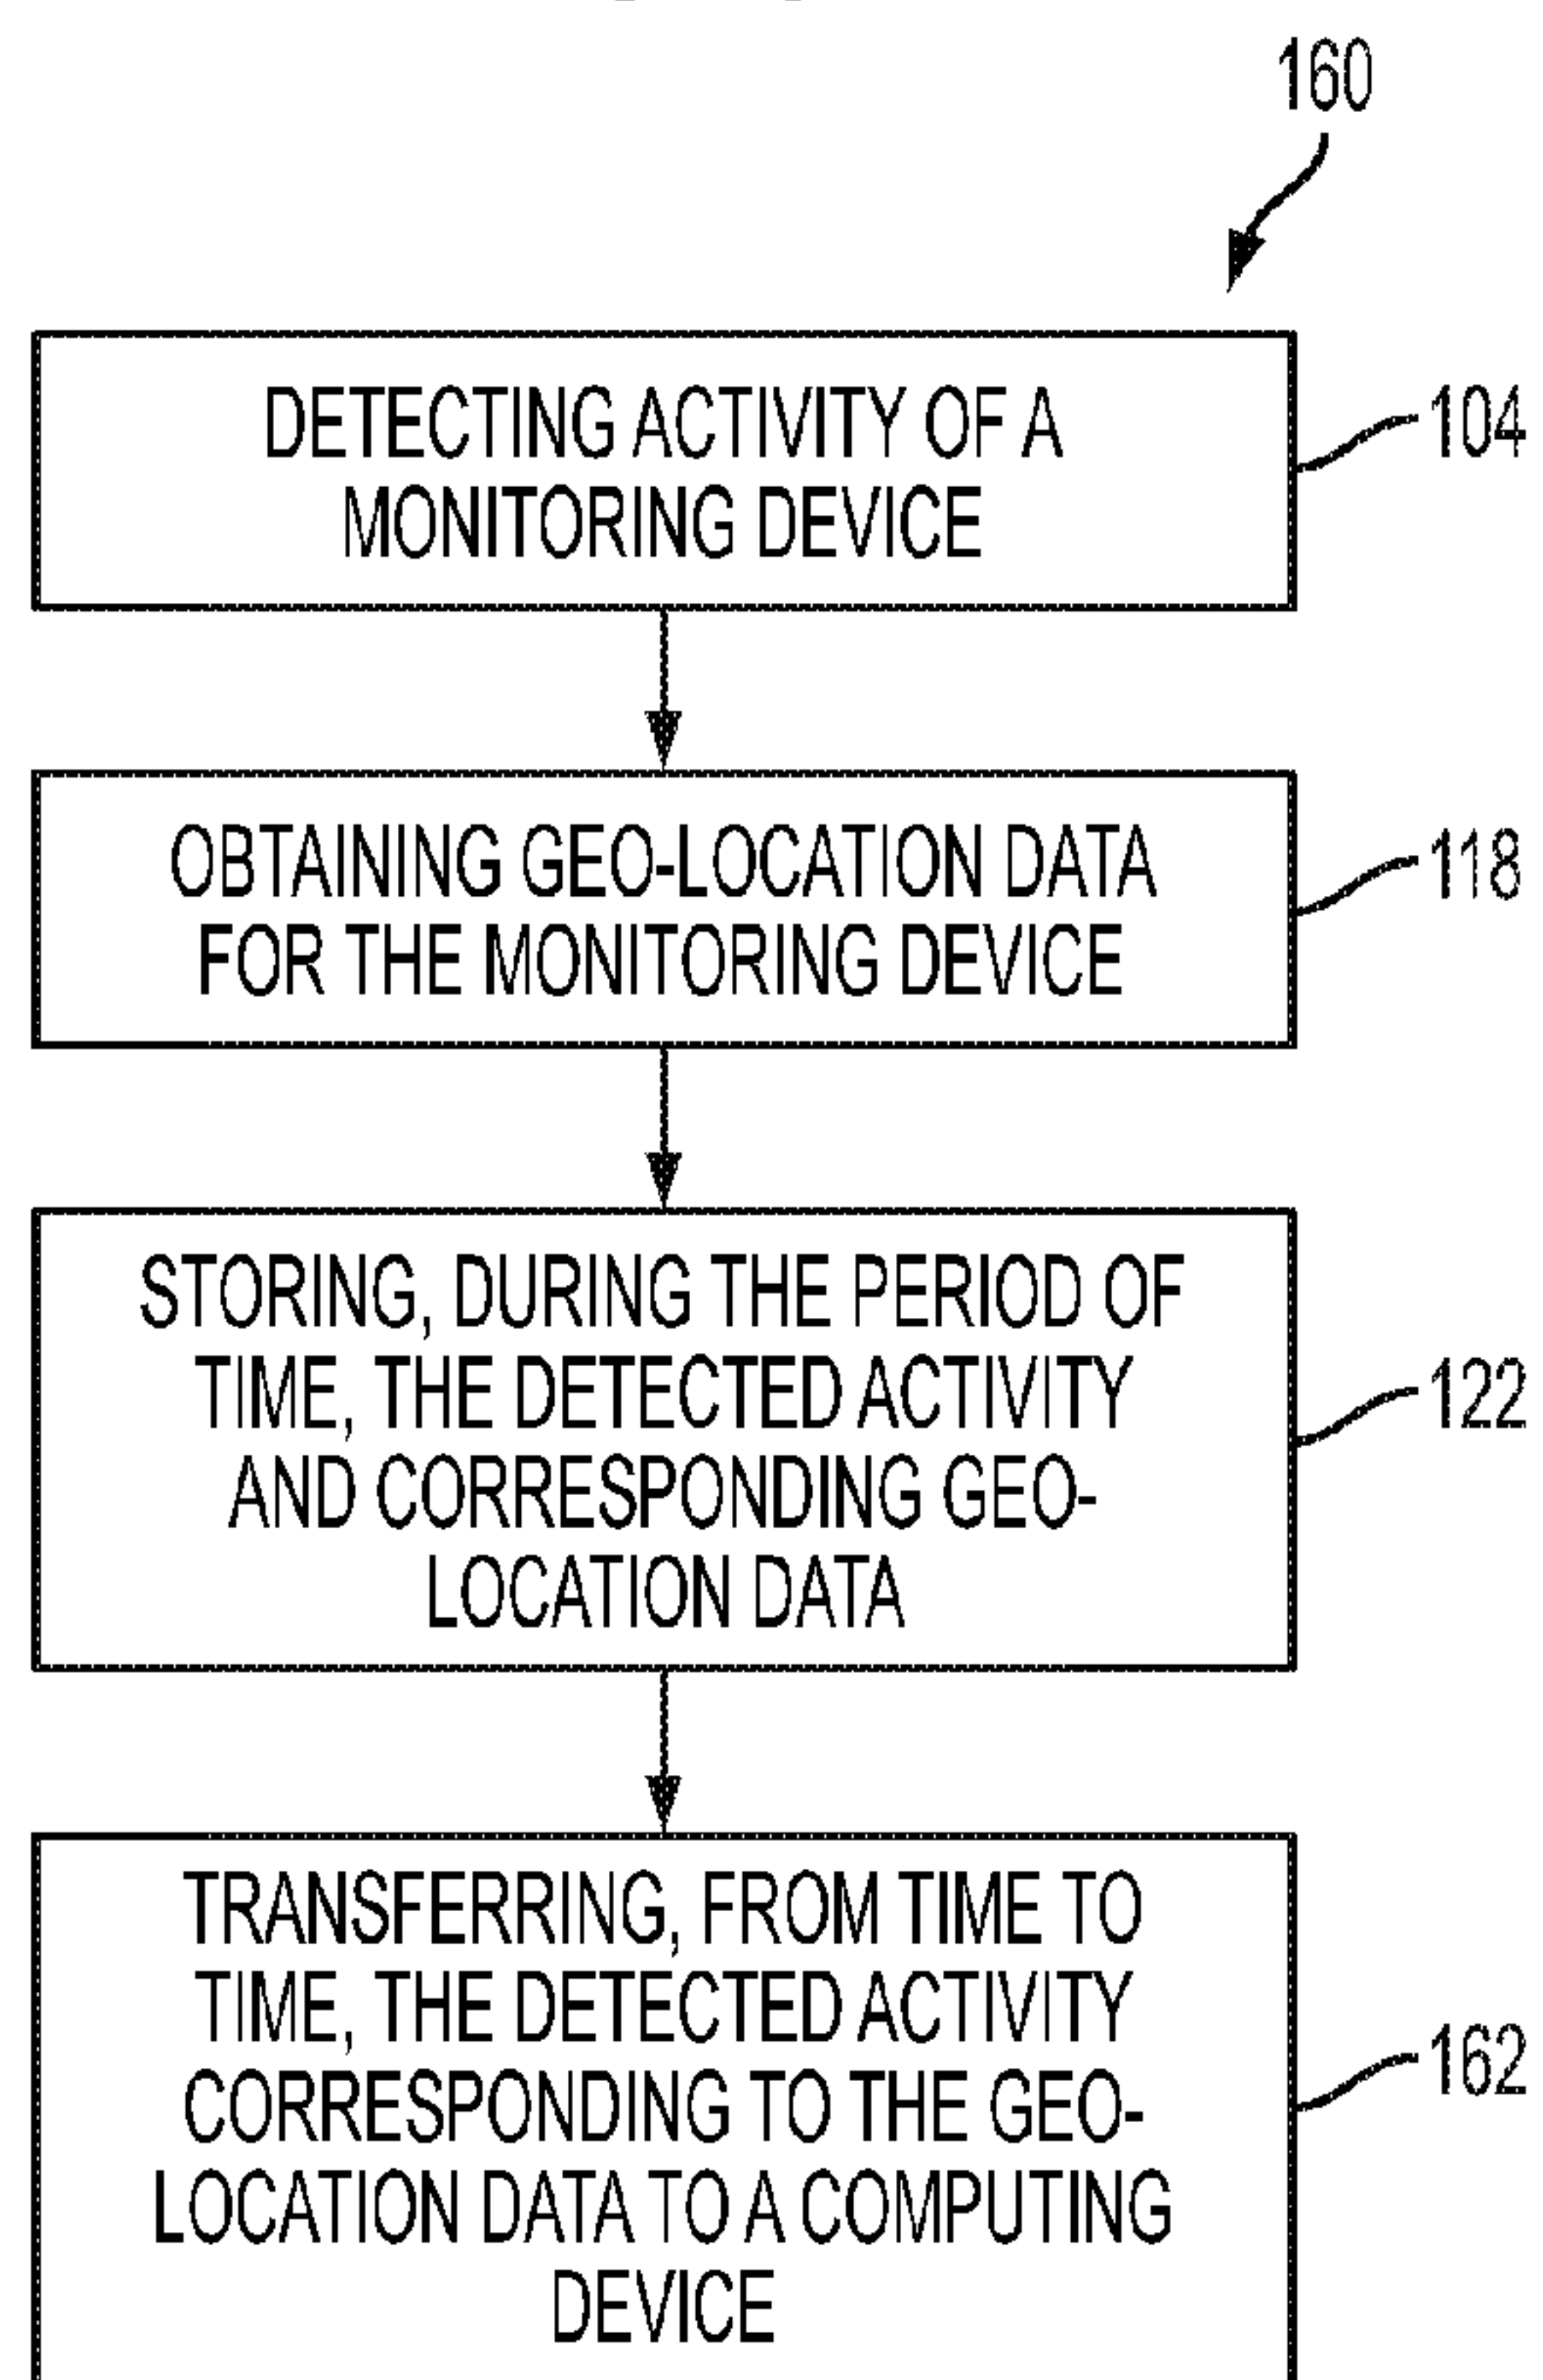 160
DETECTING ACTIVITY OF A
MONITORING DEVICE
104
OBTAINING GEO-LOCATION DATA
FOR THE MONITORING DEVICE
118
STORING, DURING THE PERIOD OF
TIME, THE DETECTED ACTIVITY
AND CORRESPONDING GEO-
LOCATION DATA
122
TRANSFERRING, FROM TIME TO
TIME, THE DETECTED ACTIVITY
CORRESPONDING TO THE GEO-
LOCATION DATA TO A COMPUTING
DEVICE
162